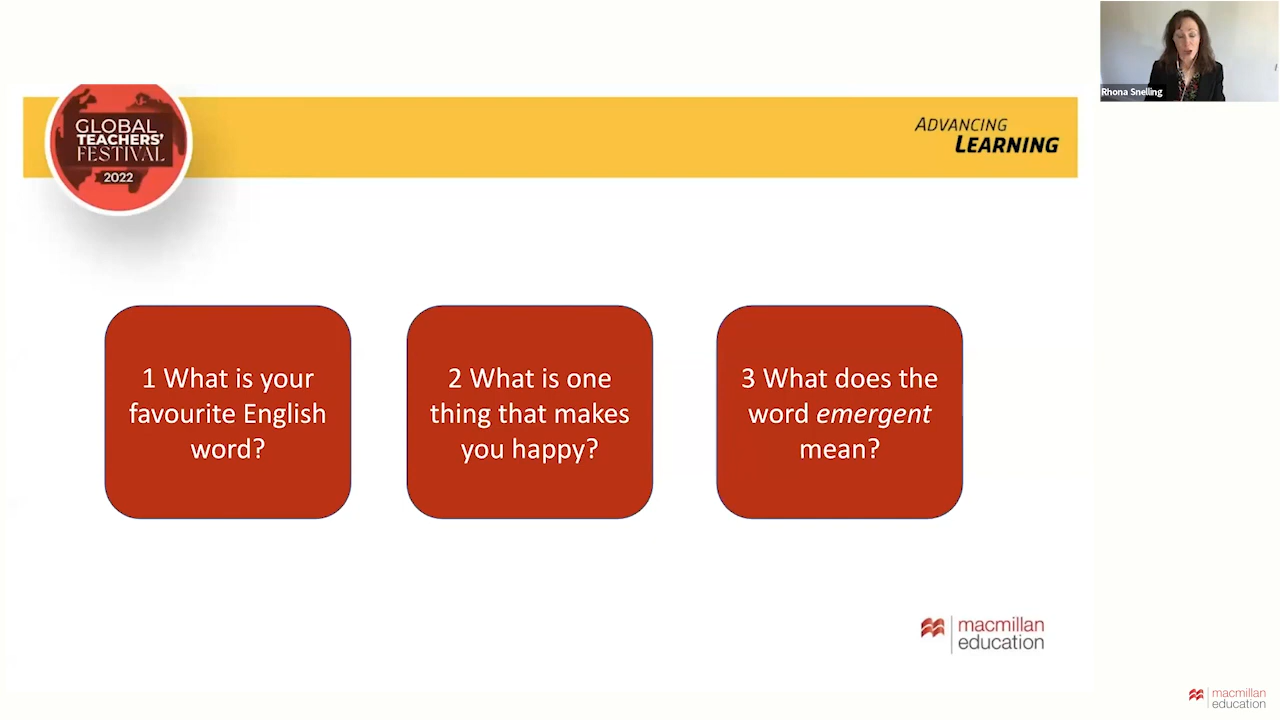 Rhona Snelling
GLOBAL
TEACHERS'
FESTIVAL
2022
ADVANCING
LEARNING
1 What is your
favourite English
word?
2 What is one
thing that makes
you happy?
3 What does the
word emergent
mean?
macmillan
education
macmillan
education